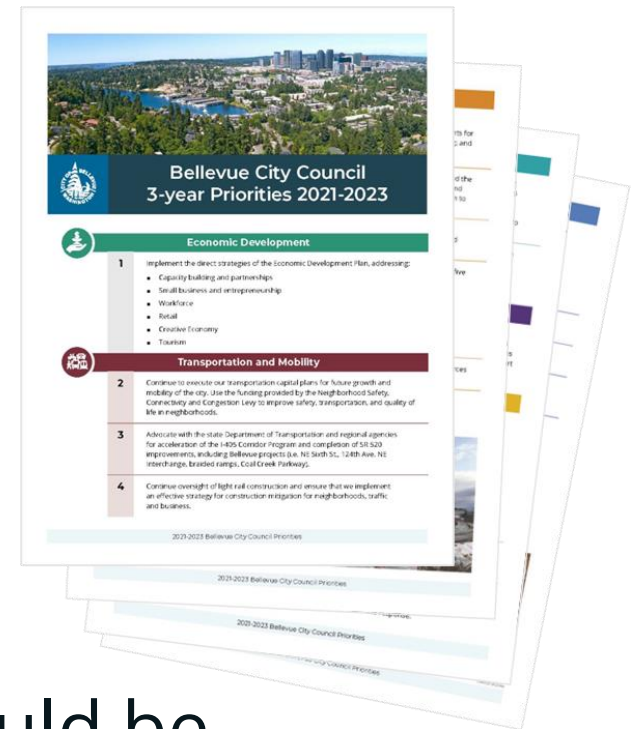 CITY OF BELLEVUE
WASHINGTON
Bellevue City Council
3-year Priorities 2021-2023
Economic Development
1 Implement the direct strategies of the Economic Development Plan, addressing:
• Capacity building and partnerships
• Small business and entrepreneurship
• Workforce
• Retail
• Creative Economy
• Tourism
Transportation and Mobility
2 Continue to execute our transportation capital plans for future growth and
mobility of the city. Use the funding provided by the Neighborhood Safety,
Connectivity and Congestion Levy to improve safety, transportation, and quality of
life in neighborhoods.
3 Advocate with the state Department of Transportation and regional agencies
for acceleration of the I-405 Corridor Program and completion of SR 520
improvements, including Bellevue projects (i.e. NE Sixth St., 124th Ave. NE
interchange, braided ramps, Coal Creek Parkway).
4 Continue oversight of light rail construction and ensure that we implement
an effective strategy for construction mitigation for neighborhoods, traffic
and business.
2021-2023 Bellevue City Council Priorities
2021-2023 Bellevue City Council Priorities
2021-2023 Bellevue City Council Priorities
City Council Priorities